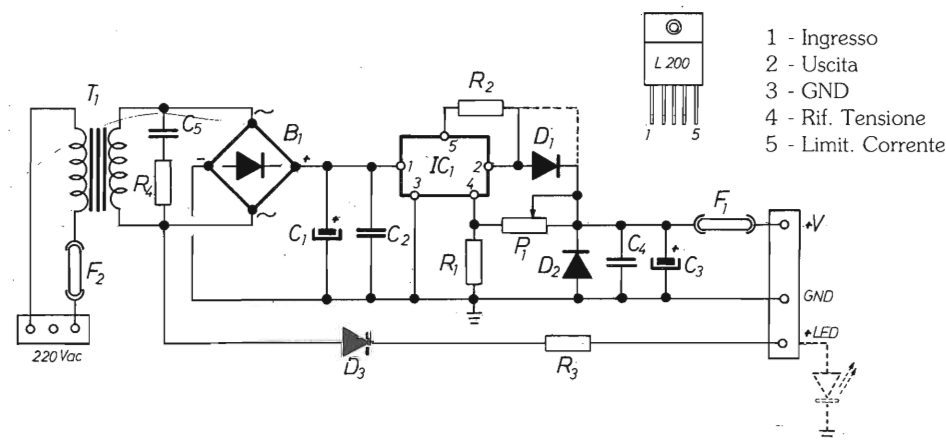 L 200
1
5
1 - Ingresso
2 - Uscita
3 - GND
4 - Rif. Tensione
5 - Limit. Corrente
T1
C5
R4
B1
~
~
-
+
F2
220 Vac
C1
+
C2
R2
5
1
IC1
2
3
4
D1
R1
P1
D2
C4
C3
+
F1
+V
GND
+LED
D3
R3